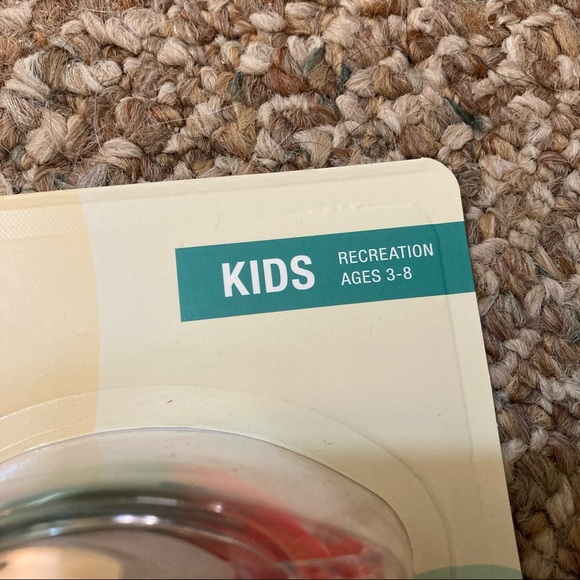 KIDS
RECREATION
AGES 3-8